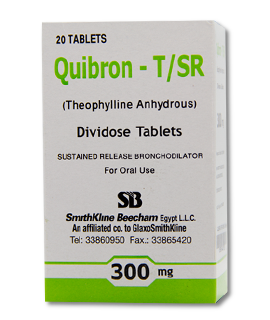 20 TABLETS
Quibron - T/SR
(Theophylline Anhydrous)
Dividose Tablets
SUSTAINED RELEASE BRONCHODILATOR
For Oral Use
SB
SmithKline Beecham Egypt L.L.C.
An affiliated co. to GlaxoSmithKline
Tel: 33860950 Fax.: 33865420
300 mg